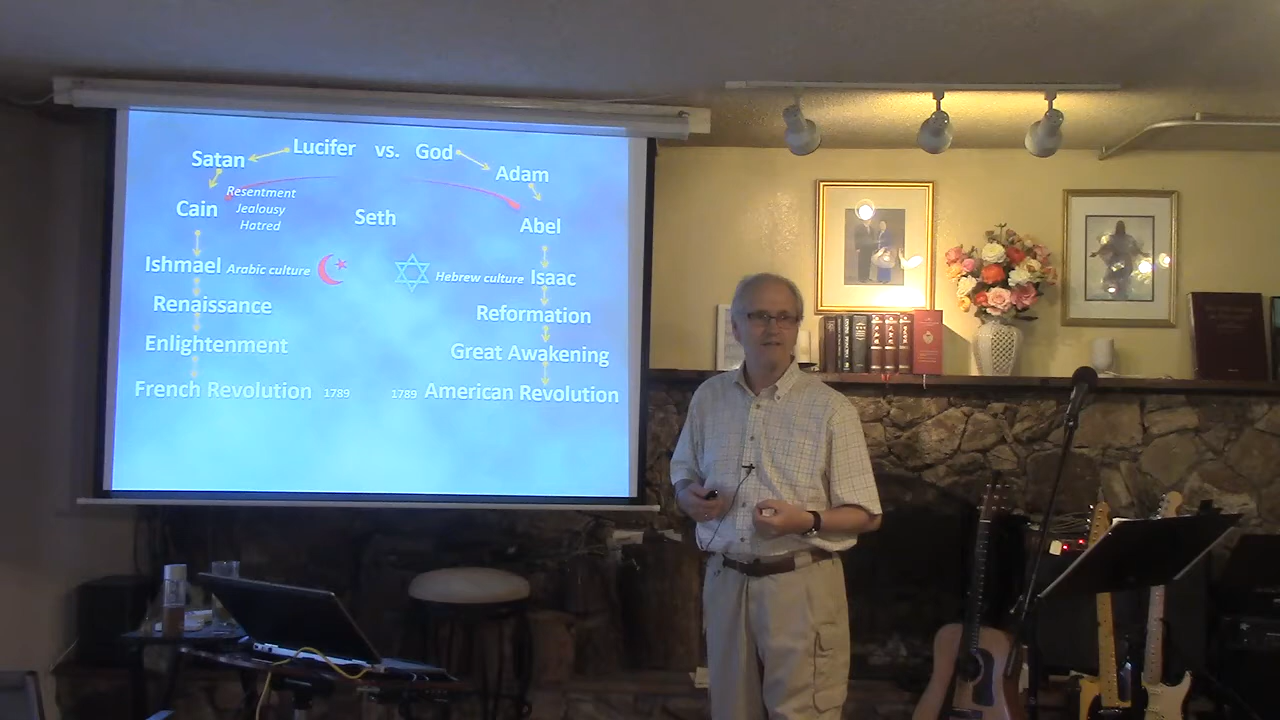 Lucifer vs. God
Satan
Adam
Resentment
Jealousy
Hatred
Cain
Seth
Abel
Ishmael Arabic culture
Hebrew culture Isaac
Renaissance
Reformation
Enlightenment
Great Awakening
French Revolution 1789
1789 American Revolution